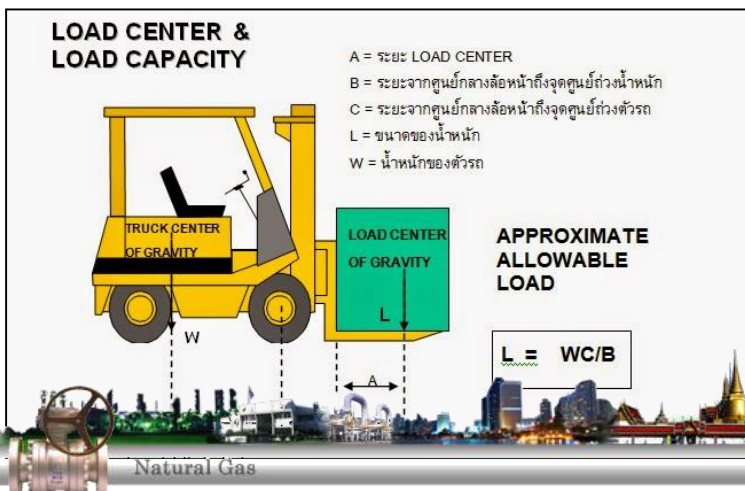 LOAD CENTER &
LOAD CAPACITY
A = ระยะ LOAD CENTER
B = ระยะจากศูนย์กลางล้อหน้าถึงจุดศูนย์ถ่วงน้ำหนัก
C = ระยะจากศูนย์กลางล้อหน้าถึงจุดศูนย์ถ่วงตัวรถ
L = ขนาดของน้ำหนัก
W = น้ำหนักของตัวรถ
TRUCK CENTER
OF GRAVITY
LOAD CENTER
OF GRAVITY
APPROXIMATE
ALLOWABLE
LOAD
L
W
L = WC/B
A
Natural Gas